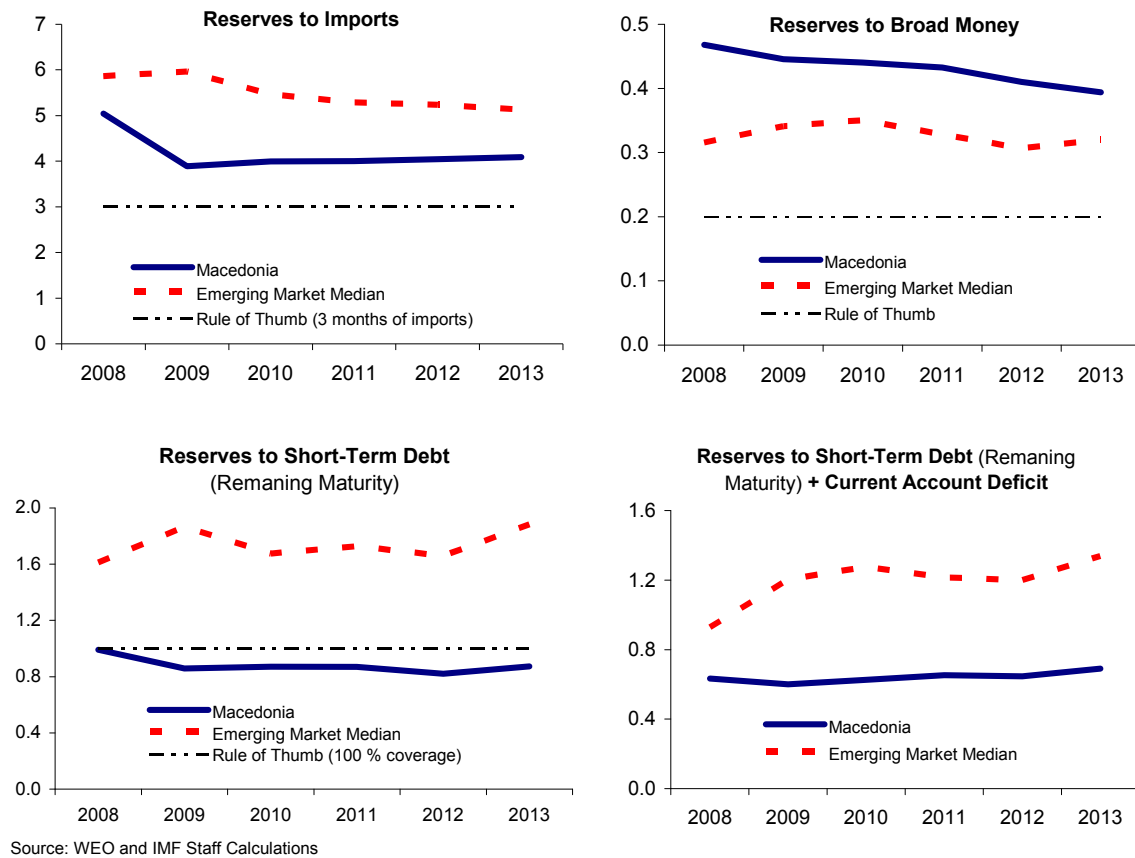 Reserves to Imports
7
6
5
4
3
2
1
0
Macedonia
Emerging Market Median
Rule of Thumb (3 months of imports)
2008 2009 2010 2011 2012 2013
Reserves to Broad Money
0.5
0.4
0.3
0.2
0.1
0.0
Macedonia
Emerging Market Median
Rule of Thumb
2008 2009 2010 2011 2012 2013
Reserves to Short-Term Debt
(Remaning Maturity)
2.0
1.6
1.2
0.8
0.4
0.0
Macedonia
Emerging Market Median
Rule of Thumb (100 % coverage)
2008 2009 2010 2011 2012 2013
Reserves to Short-Term Debt (Remaning
Maturity) + Current Account Deficit
1.6
1.2
0.8
0.4
0.0
Macedonia
Emerging Market Median
2008 2009 2010 2011 2012 2013
Source: WEO and IMF Staff Calculations